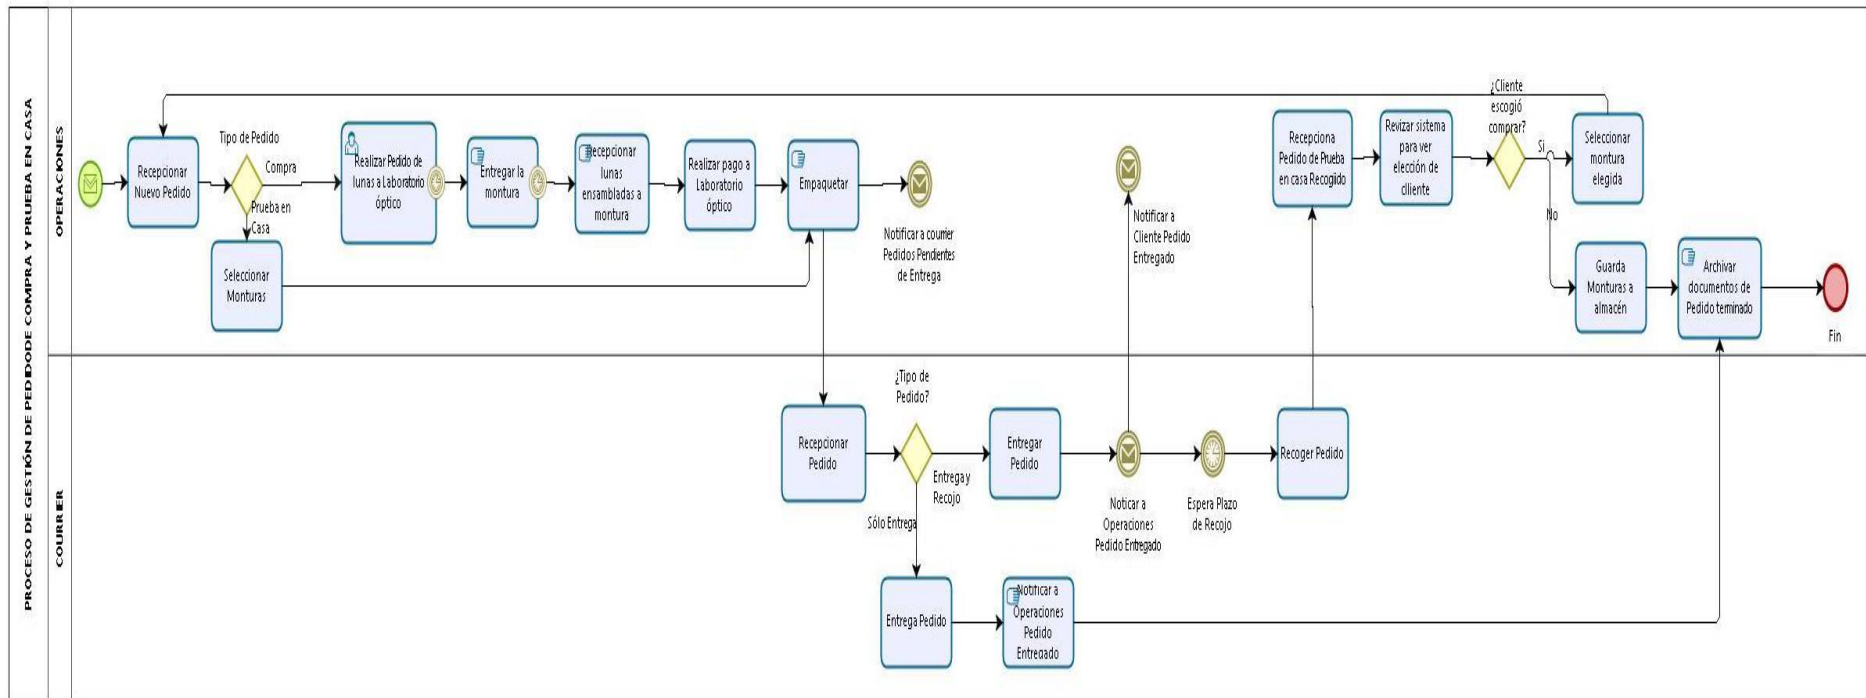 PROCESO DE GESTIÓN DE PEDIDODE COMPRA Y PRUEBA EN CASA
OPERACIONES
Recepcionar
Nuevo Pedido
Tipo de Pedido
Compra
Prueba en
Casa
Seleccionar
Monturas
Realizar Pedido de
lunas a Laboratorio
óptico
Entregar la
montura
Recepcionar
lunas
ensambladas a
montura
Realizar pago a
Laboratorio
óptico
Empaquetar
Notificar a courrier
Pedidos Pendientes
de Entrega
Notificar a
Cliente Pedido
Entregado
Recepciona
Pedido de Prueba
en casa Recogido
Revizar sistema
para ver
elección de
clliente
¿Cliente
escogió
comprar?
Si
No
Seleccionar
montura
elegida
Guarda
Monturas a
almacén
Archivar
documentos de
Pedido terminado
Fin
COURRIER
Recepcionar
Pedido
¿Tipo de
Pedido?
Entrega y
Recojo
Sólo Entrega
Entregar
Pedido
Noticar a
Operaciones
Pedido Entregado
Espera Plazo
de Recojo
Recoger Pedido
Entrega Pedido
Notificar a
Operaciones
Pedido
Entregado